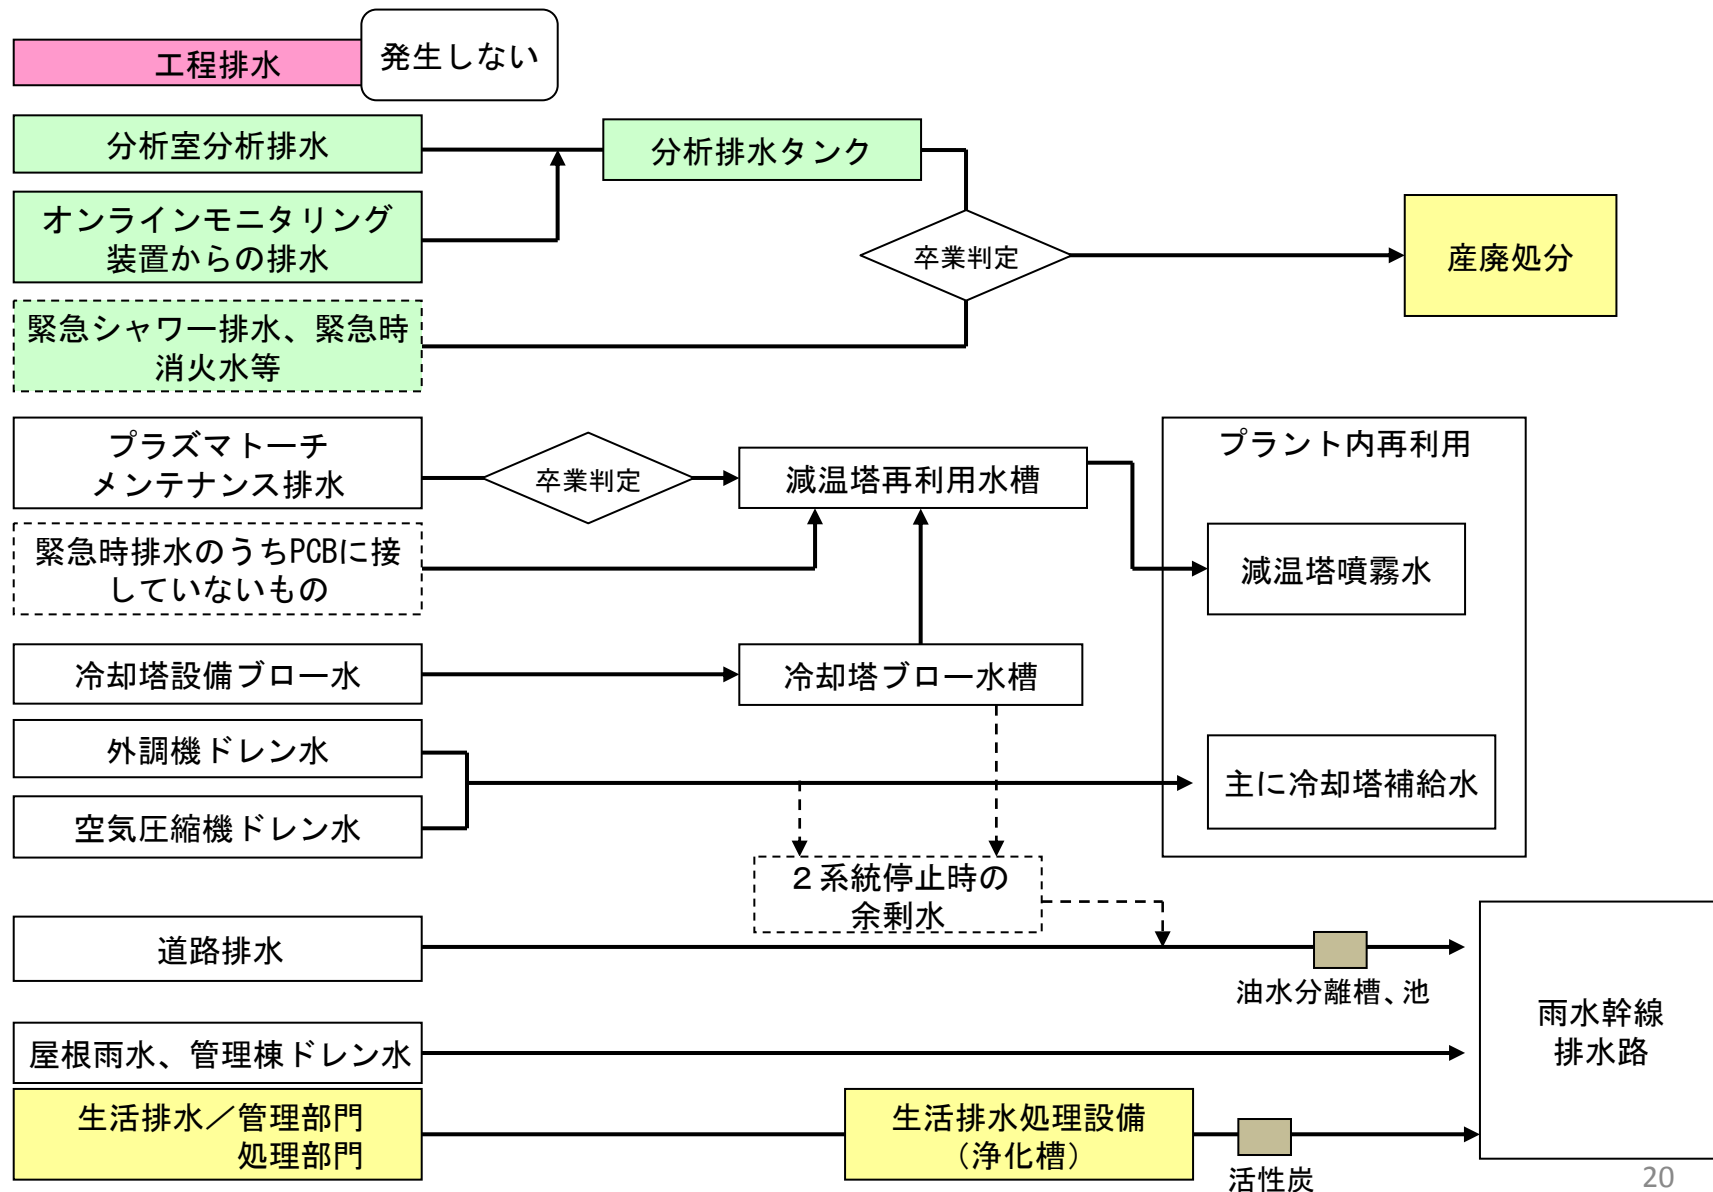 工程排水
発生しない
分析室分析排水
分析排水タンク
オンラインモニタリング
装置からの排水
卒業判定
産廃処分
緊急シャワー排水、緊急時
消火水等
プラズマトーチ
メンテナンス排水
卒業判定
減温塔再利用水槽
プラント内再利用
緊急時排水のうちPCBに接
していないもの
減温塔噴霧水
冷却塔設備ブロー水
冷却塔ブロー水槽
外調機ドレン水
主に冷却塔補給水
空気圧縮機ドレン水
２系統停止時の
余剰水
道路排水
油水分離槽、池
雨水幹線
排水路
屋根雨水、管理棟ドレン水
生活排水／管理部門
処理部門
生活排水処理設備
（浄化槽）
活性炭
20